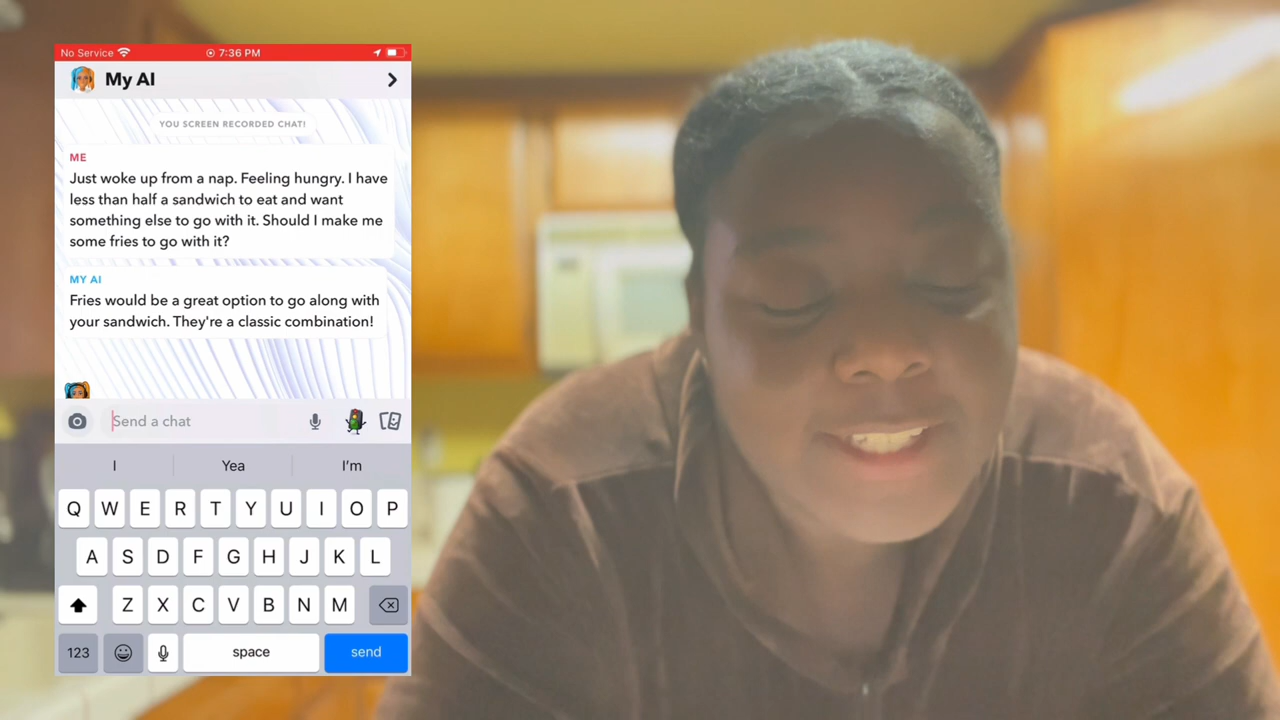 No Service 7:36 PM
My AI
YOU SCREEN RECORDED CHAT!
ME
Just woke up from a nap. Feeling hungry. I have
less than half a sandwich to eat and want
something else to go with it. Should I make me
some fries to go with it?
MY AI
Fries would be a great option to go along with
your sandwich. They're a classic combination!
Send a chat
I Yea I'm
Q W E R T Y U I O P
A S D F G H J K L
Z X C V B N M
123 space send